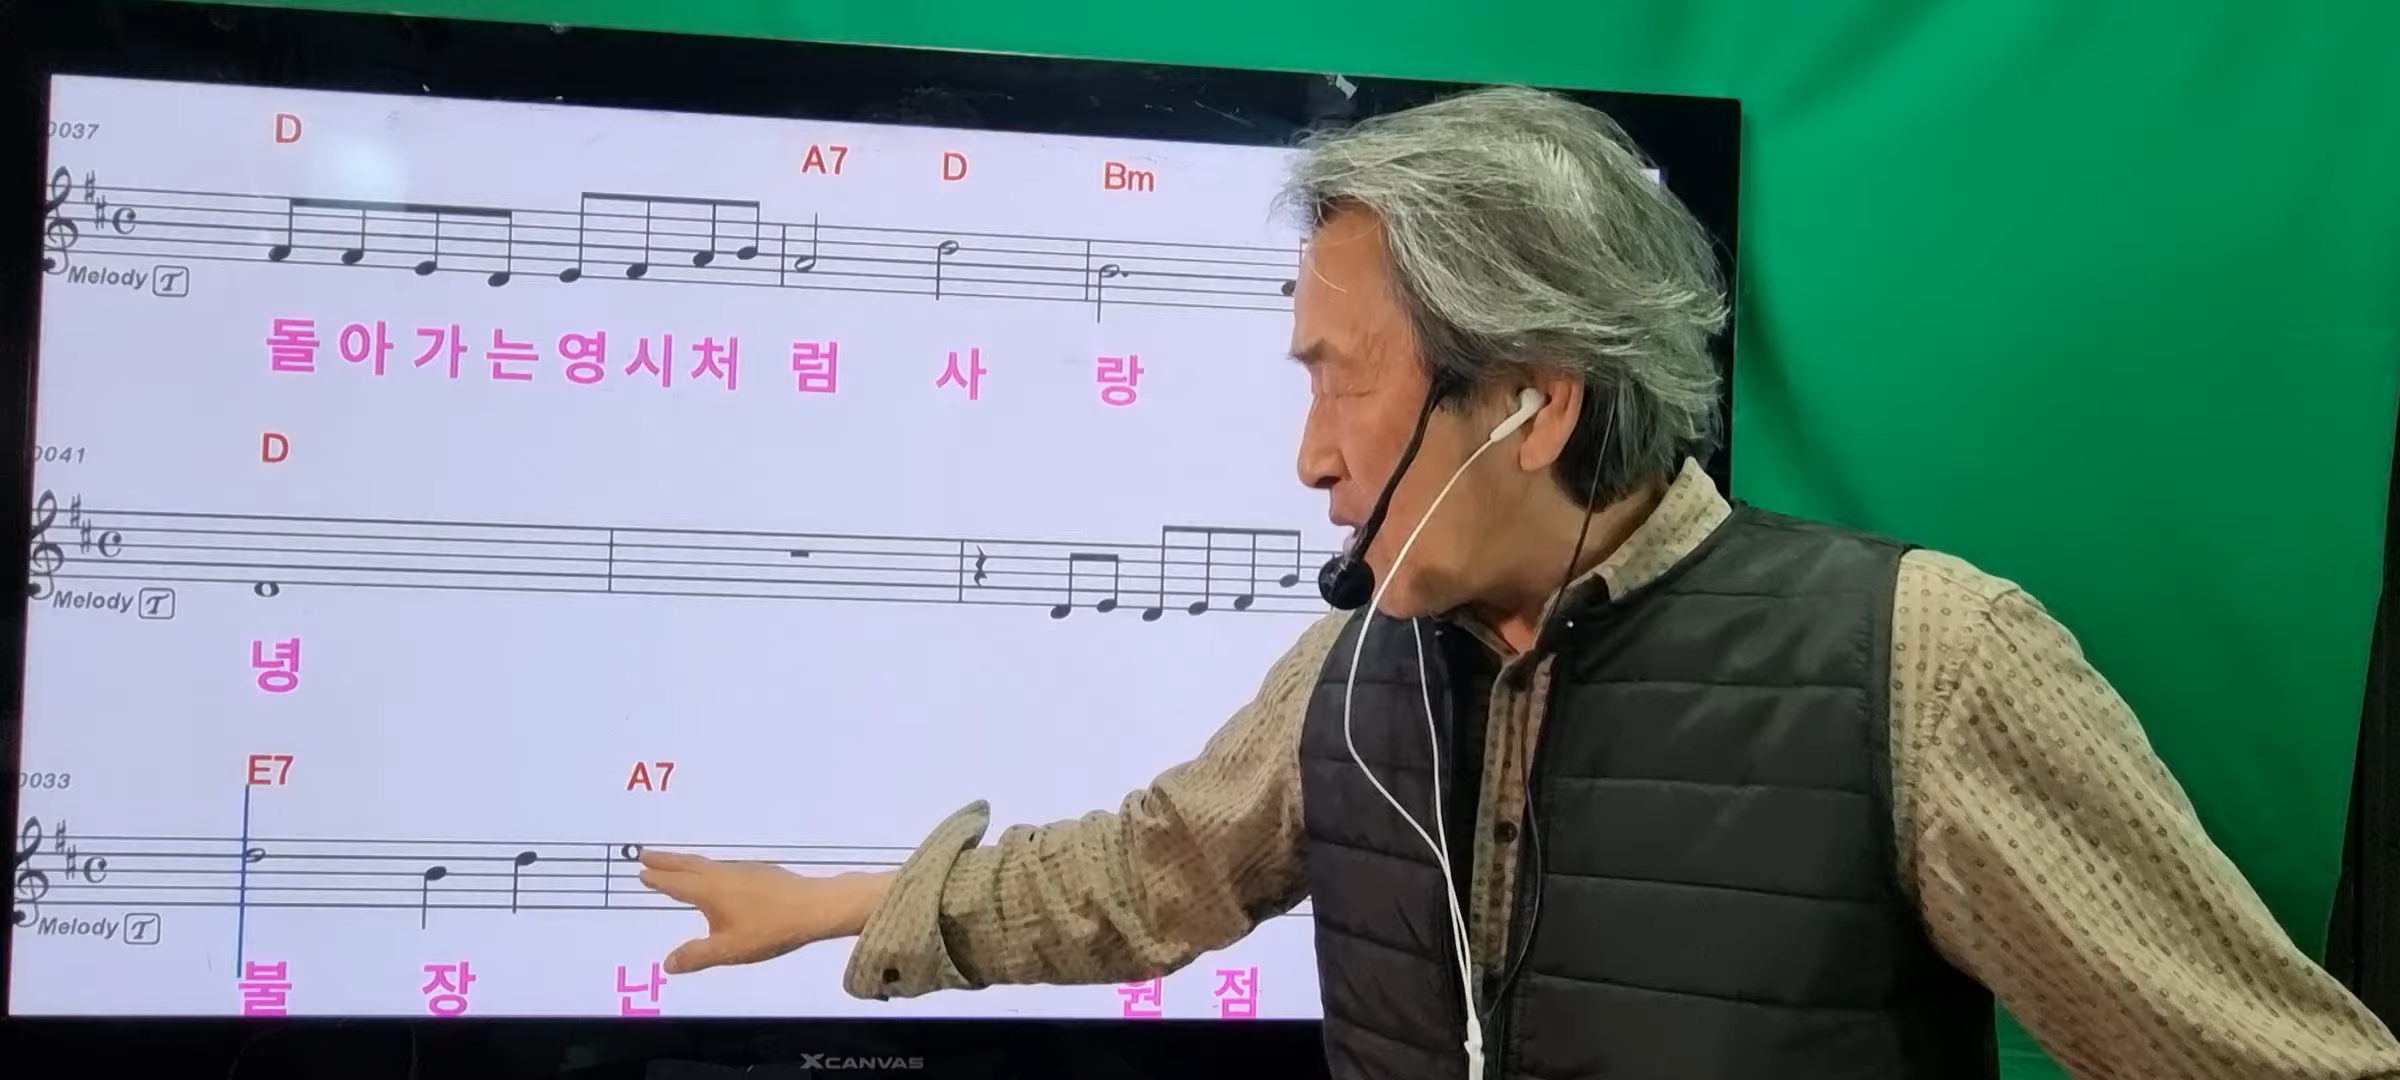 0037 D A7 D Bm
Melody T
돌 아 가 는 영 시 처 럼 사 랑
0041 D
Melody T
녕
0033 E7 A7
Melody T
불 장 난 원 점
XCANVAS